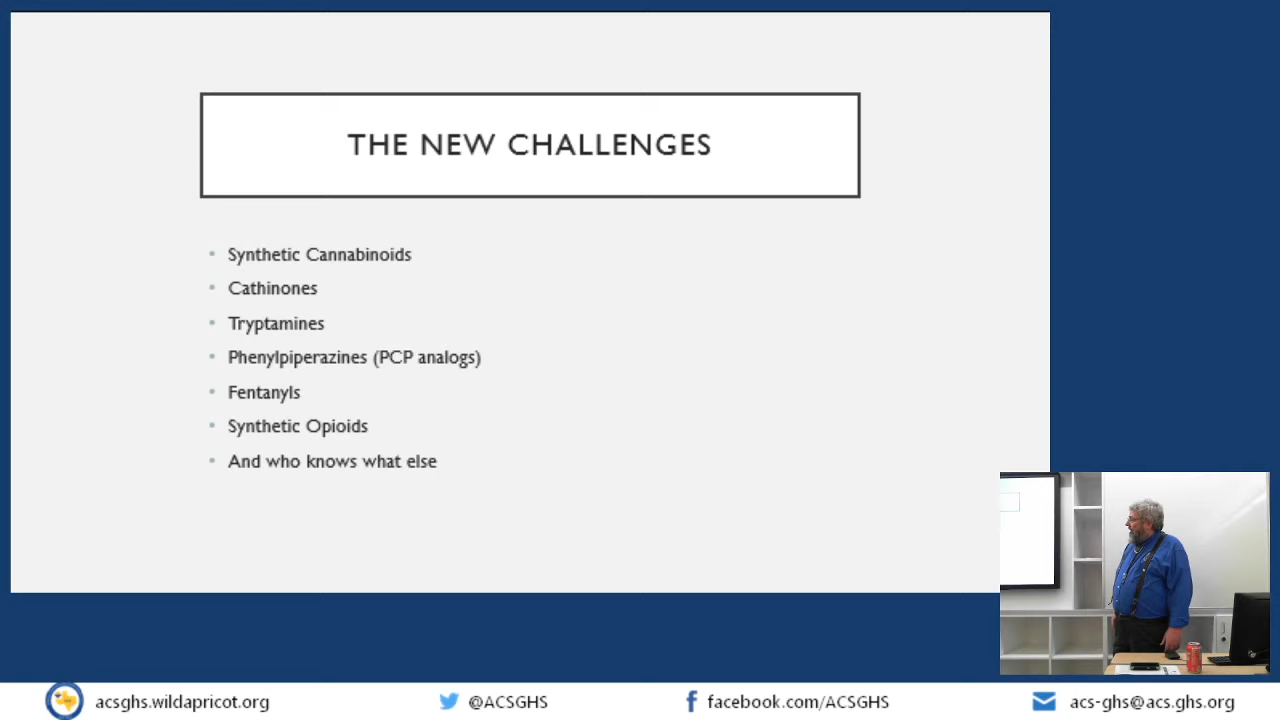 THE NEW CHALLENGES
• Synthetic Cannabinoids
• Cathinones
• Tryptamines
• Phenylpiperazines (PCP analogs)
• Fentanyls
• Synthetic Opioids
• And who knows what else
acsghs.wildapricot.org
@ACSGHS
facebook.com/ACSGHS
acs-ghs@acs.ghs.org